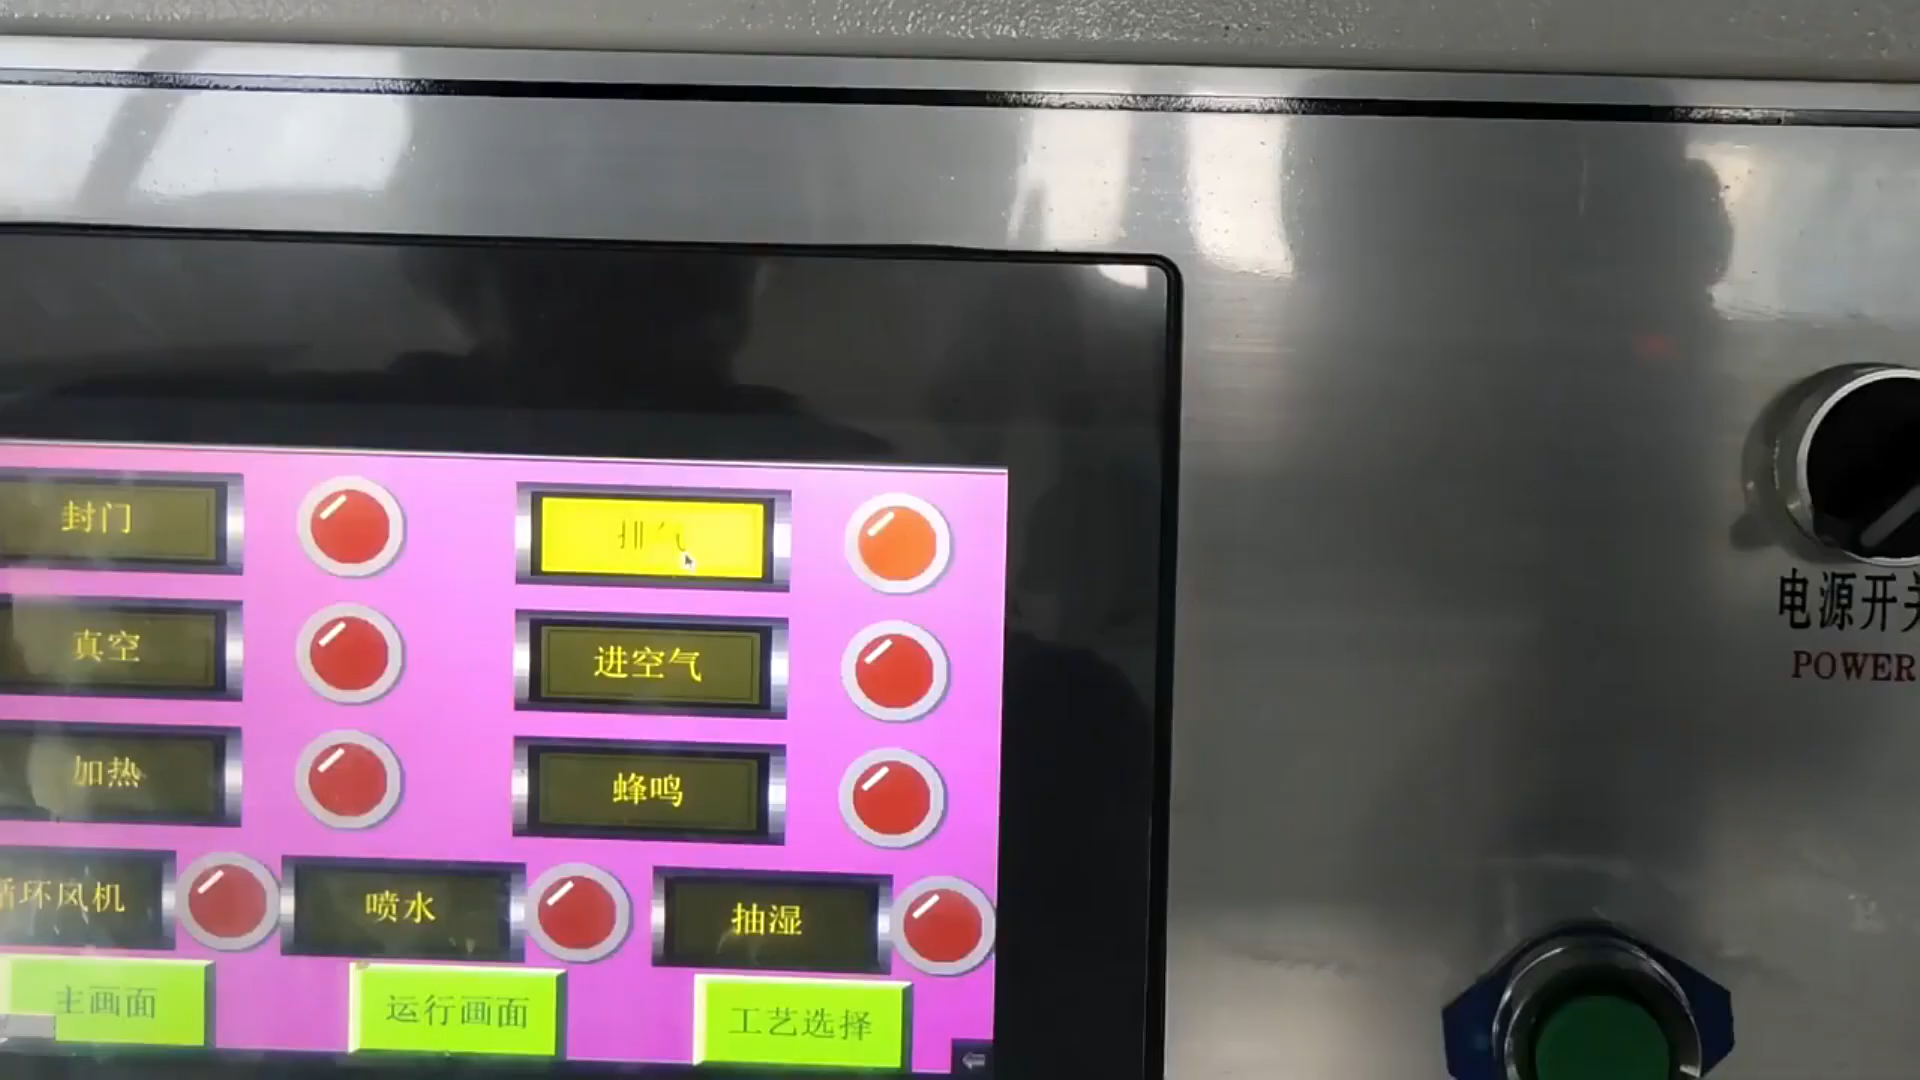 封门
排气
真空
进空气
加热
蜂鸣
循环风机
喷水
抽湿
主画面
运行画面
工艺选择
电源开关
POWER